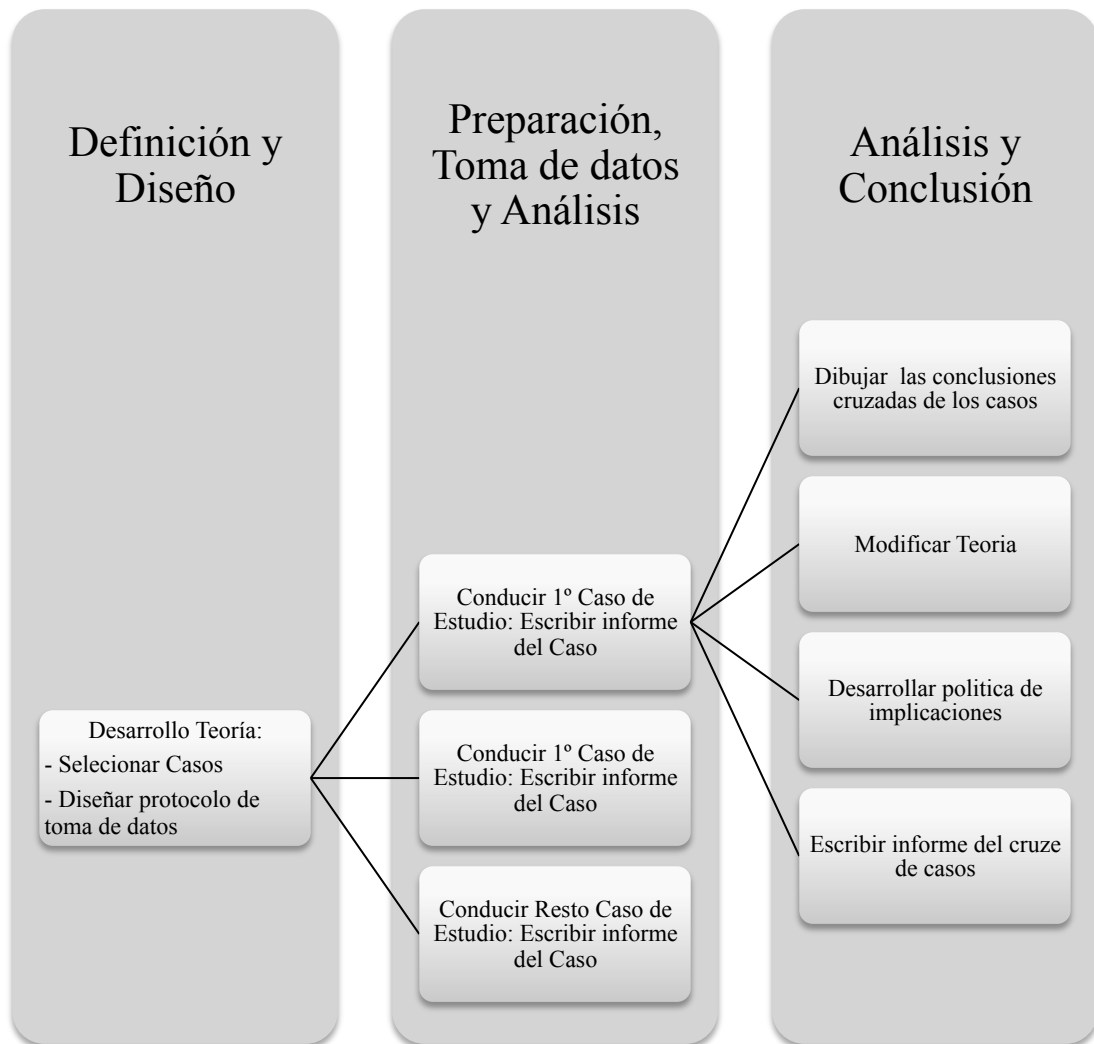 Definición y
Diseño
Preparación,
Toma de datos
y Análisis
Análisis y
Conclusión
Desarrollo Teoría:
- Selecionar Casos
- Diseñar protocolo de
toma de datos
Conducir 1º Caso de
Estudio: Escribir informe
del Caso
Conducir 1º Caso de
Estudio: Escribir informe
del Caso
Conducir Resto Caso de
Estudio: Escribir informe
del Caso
Dibujar las conclusiones
cruzadas de los casos
Modificar Teoria
Desarrollar politica de
implicaciones
Escribir informe del cruze
de casos